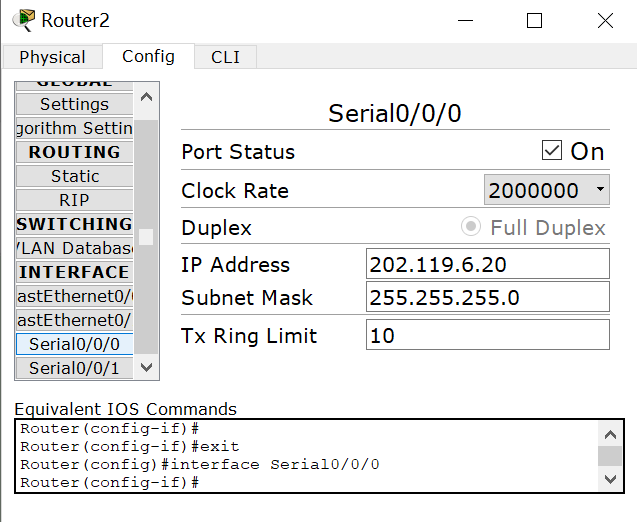 Router2
Physical
Config
CLI
GLOBAL
Settings
gorithm Settin
ROUTING
Static
RIP
SWITCHING
VLAN Database
INTERFACE
astEthernet0/
astEthernet0/
Serial0/0/0
Serial0/0/1
Serial0/0/0
Port Status
On
Clock Rate
2000000
Duplex
Full Duplex
IP Address
202.119.6.20
Subnet Mask
255.255.255.0
Tx Ring Limit
10
Equivalent IOS Commands
Router(config-if)#
Router(config-if)#exit
Router(config)#interface Serial0/0/0
Router(config-if)#